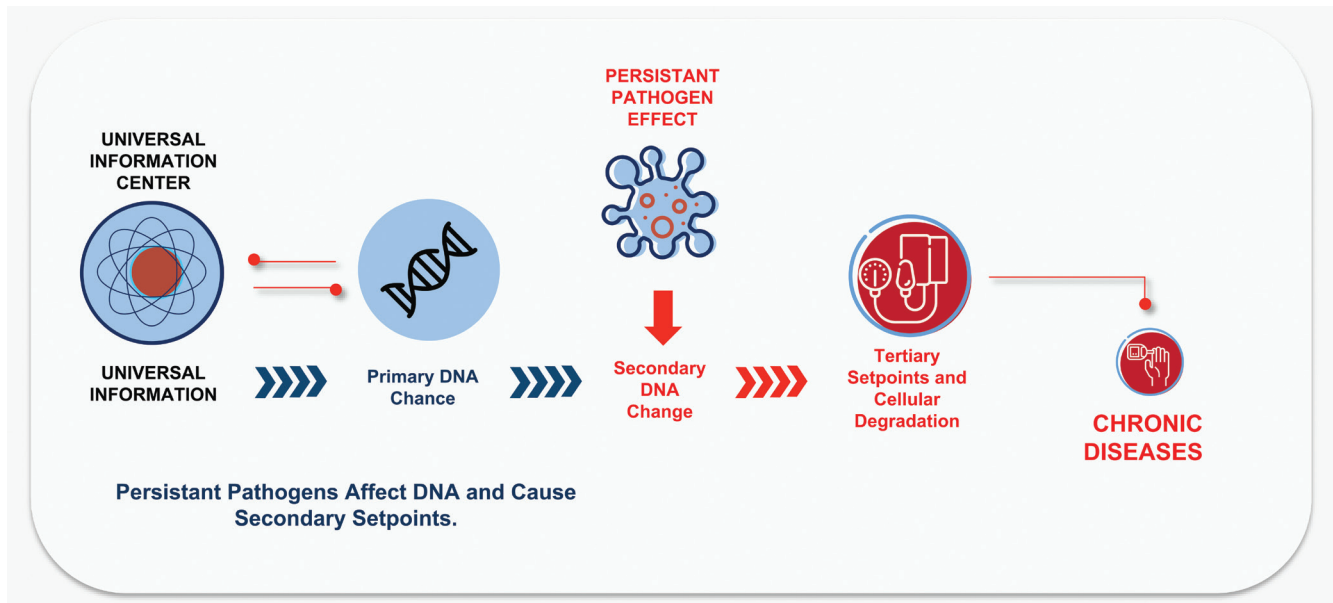 PERSISTANT
PATHOGEN
EFFECT
UNIVERSAL
INFORMATION
CENTER
UNIVERSAL
INFORMATION
Primary DNA
Chance
Secondary
DNA
Change
Tertiary
Setpoints and
Cellular
Degradation
CHRONIC
DISEASES
Persistant Pathogens Affect DNA and Cause
Secondary Setpoints.